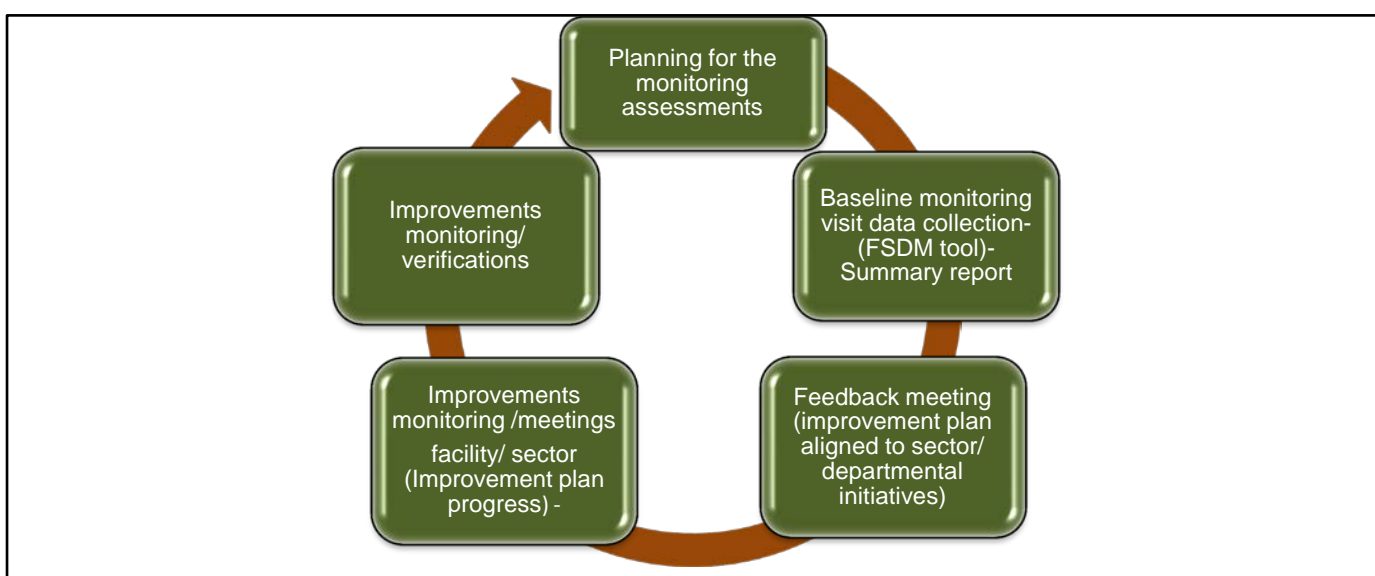 Planning for the
monitoring
assessments
Baseline monitoring
visit data collection-
(FSDM tool)-
Summary report
Feedback meeting
(improvement plan
aligned to sector/
departmental
initiatives)
Improvements
monitoring /meetings
facility/ sector
(Improvement plan
progress) -
Improvements
monitoring/
verifications